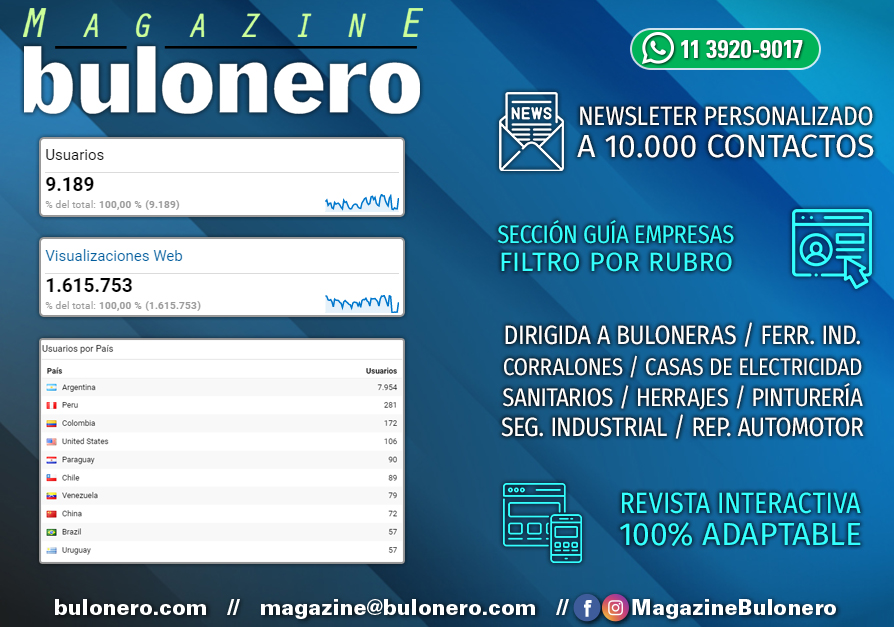 MAGAZINE
bulonero
Usuarios
9.189
% del total: 100,00 % (9.189)
Visualizaciones Web
1.615.753
% del total: 100,00 % (1.615.753)
Usuarios por País
País Usuarios
Argentina 7.954
Peru 281
Colombia 172
United States 106
Paraguay 90
Chile 89
Venezuela 79
China 72
Brazil 57
Uruguay 57
11 3920-9017
NEWS
NEWSLETER PERSONALIZADO
A 10.000 CONTACTOS
SECCIÓN GUÍA EMPRESAS
FILTRO POR RUBRO
DIRIGIDA A BULONERAS / FERR. IND.
CORRALONES / CASAS DE ELECTRICIDAD
SANITARIOS / HERRAJES / PINTURERÍA
SEG. INDUSTRIAL / REP. AUTOMOTOR
REVISTA INTERACTIVA
100% ADAPTABLE
bulonero.com // magazine@bulonero.com // f MagazineBulonero